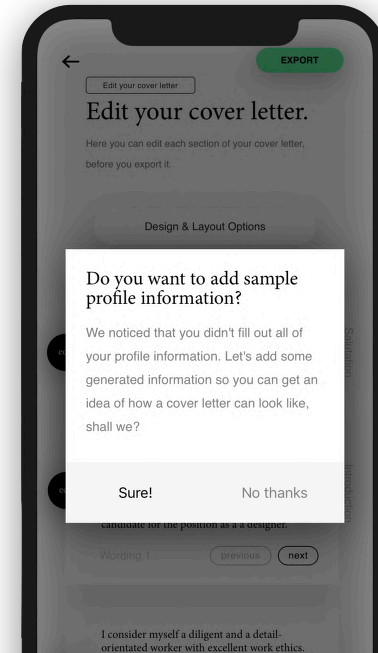 EXPORT
Edit your cover letter
Edit your cover letter.
Here you can edit each section of your cover letter,
before you export it.
Design & Layout Options
Do you want to add sample
profile information?
We noticed that you didn't fill out all of
your profile information. Let's add some
generated information so you can get an
idea of how a cover letter can look like,
shall we?
Sure!
No thanks
Salutation
Introduction
candidate for the position as a a designer.
Wording 1
previous
next
I consider myself a diligent and a detail-
orientated worker with excellent work ethics.